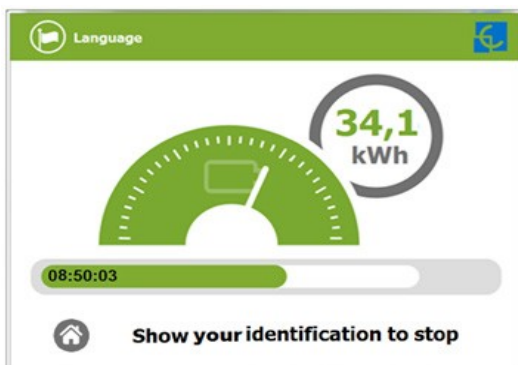 Language
34,1
kWh
08:50:03
Show your identification to stop